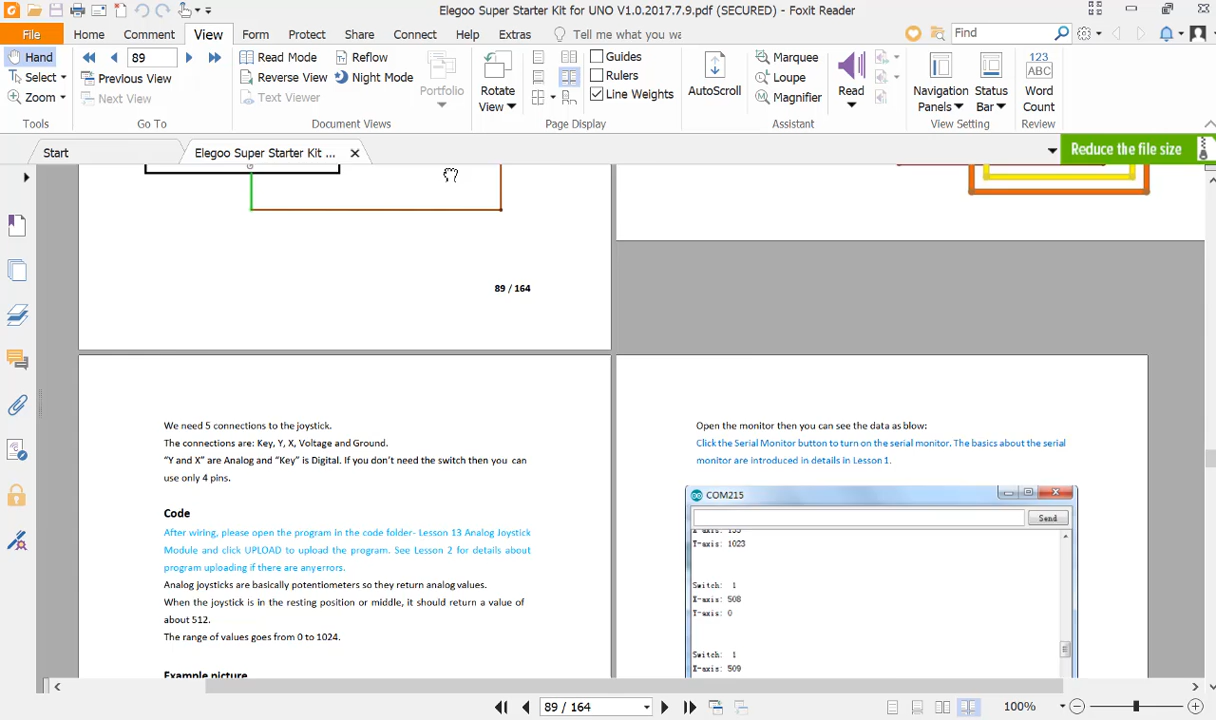 Elegoo Super Starter Kit for UNO V1.0.2017.7.9.pdf (SECURED) - Foxit Reader
File Home Comment View Form Protect Share Connect Help Extras Tell me what you wa Find
Hand
Select
Zoom
Tools
89
Previous View
Next View
Go To
Read Mode Reflow
Reverse View Night Mode
Text Viewer
Document Views
Portfolio
Rotate
View
Guides
Rulers
Line Weights
Page Display
AutoScroll
Marquee
Loupe
Magnifier
Assistant
Read
Navigation
Panels
Status
Bar
View Setting
123
ABC
Word
Count
Review
Start Elegoo Super Starter Kit ... Reduce the file size
89 / 164
We need 5 connections to the joystick.
The connections are: Key, Y, X, Voltage and Ground.
“Y and X” are Analog and “Key” is Digital. If you don’t need the switch then you can
use only 4 pins.
Code
After wiring, please open the program in the code folder- Lesson 13 Analog Joystick
Module and click UPLOAD to upload the program. See Lesson 2 for details about
program uploading if there are anyerrors.
Analog joysticks are basically potentiometers so they return analog values.
When the joystick is in the resting position or middle, it should return a value of
about 512.
The range of values goes from 0 to 1024.
Example picture
Open the monitor then you can see the data as blow:
Click the Serial Monitor button to turn on the serial monitor. The basics about the serial
monitor are introduced in details in Lesson 1.
COM215
Send
Y-axis: 1023
Switch: 1
X-axis: 508
Y-axis: 0
Switch: 1
X-axis: 509
89 / 164
100%